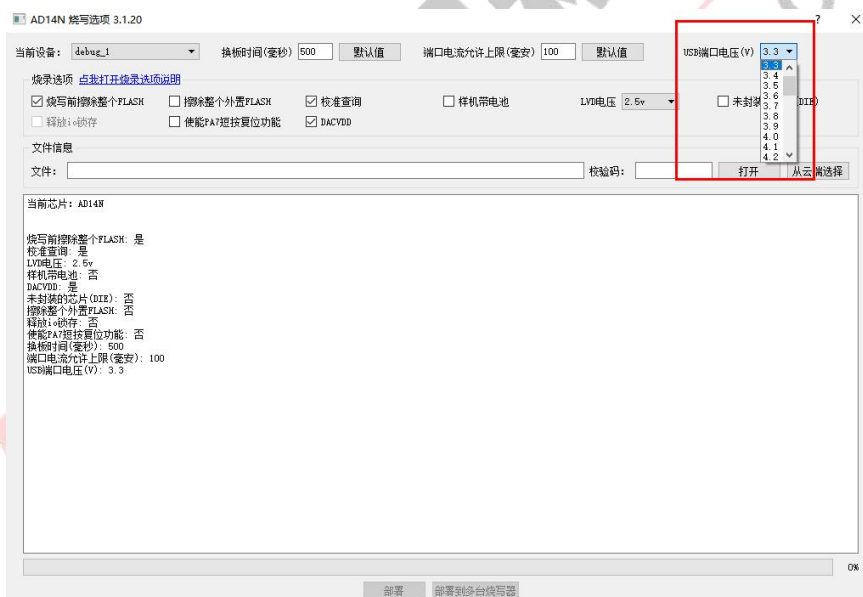 AD14N 烧写选项 3.1.20
?
当前设备: debug_1 换板时间(毫秒) 500 默认值 端口电流允许上限(毫安) 100 默认值 USB端口电压(V) 3.3
烧录选项 点我打开烧录选项说明
烧写前擦除整个FLASH 擦除整个外置FLASH 校准查询 样机带电池 LVD电压 2.5v 未封装 DIE)
释放io锁存 使能PA7短按复位功能 DACVDD
3.3
3.4
3.5
3.6
3.7
3.8
3.9
4.0
4.1
4.2
文件信息
文件: 校验码: 打开 从云端选择
当前芯片: AD14N
烧写前擦除整个FLASH: 是
校准查询: 是
LVD电压: 2.5v
样机带电池: 否
DACVDD: 是
未封装的芯片(DIE): 否
擦除整个外置FLASH: 否
释放io锁存: 否
使能PA7短按复位功能: 否
换板时间(毫秒): 500
端口电流允许上限(毫安): 100
USB端口电压(V): 3.3
0%
部署 部署到多台烧写器